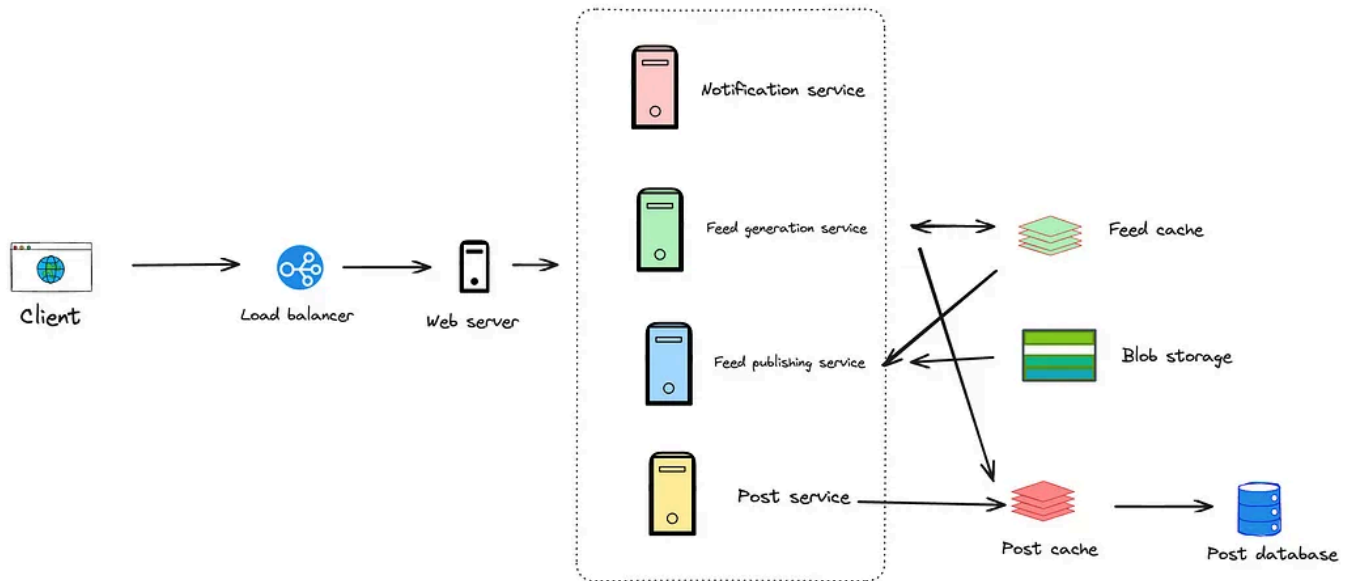 Notification service
Feed generation service
Feed cache
Client
Load balancer
Web server
Feed publishing service
Blob storage
Post service
Post cache
Post database